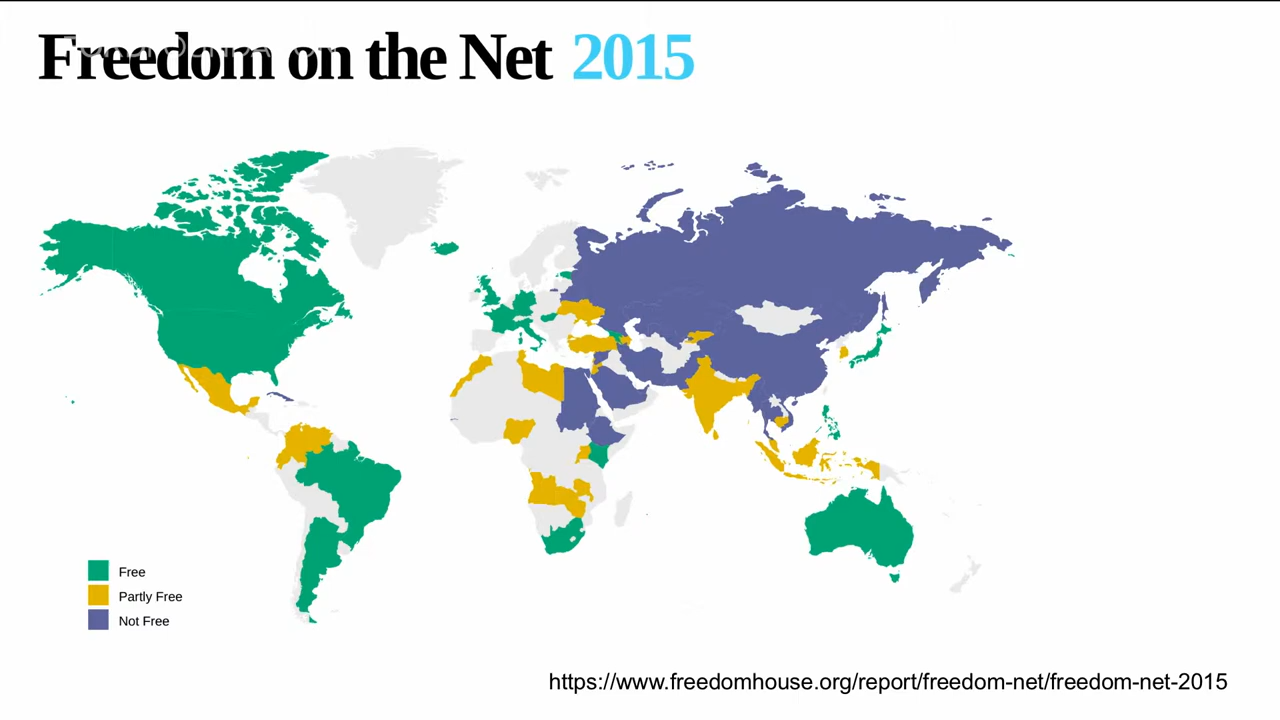 Freedom on the Net 2015
Free
Partly Free
Not Free
https://www.freedomhouse.org/report/freedom-net/freedom-net-2015